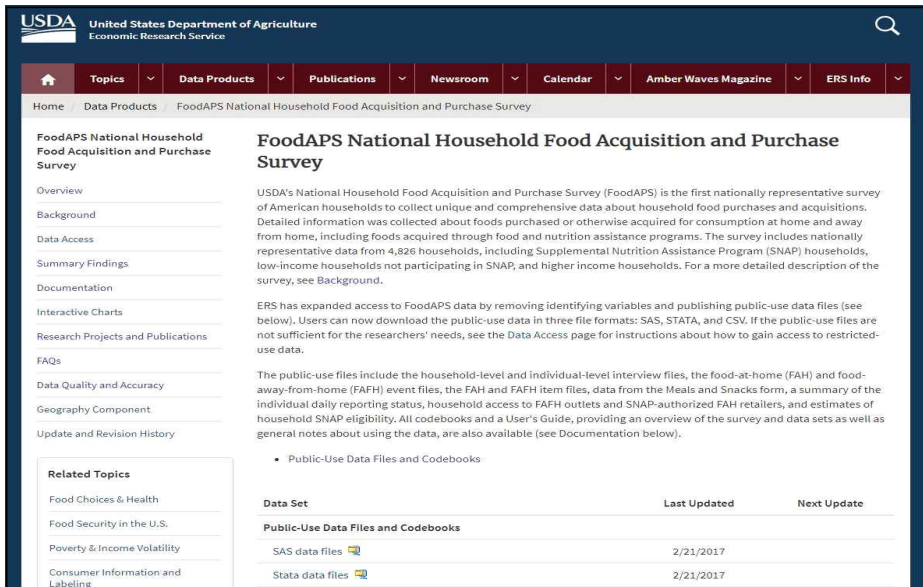 USDA
United States Department of Agriculture
Economic Research Service
Topics Data Products Publications Newsroom Calendar Amber Waves Magazine ERS Info
Home / Data Products / FoodAPS National Household Food Acquisition and Purchase Survey
FoodAPS National Household
Food Acquisition and Purchase
Survey
Overview
Background
Data Access
Summary Findings
Documentation
Interactive Charts
Research Projects and Publications
FAQs
Data Quality and Accuracy
Geography Component
Update and Revision History
Related Topics
Food Choices & Health
Food Security in the U.S.
Poverty & Income Volatility
Consumer Information and
Labeling
FoodAPS National Household Food Acquisition and Purchase
Survey
USDA's National Household Food Acquisition and Purchase Survey (FoodAPS) is the first nationally representative survey
of American households to collect unique and comprehensive data about household food purchases and acquisitions.
Detailed information was collected about foods purchased or otherwise acquired for consumption at home and away
from home, including foods acquired through food and nutrition assistance programs. The survey includes nationally
representative data from 4,826 households, including Supplemental Nutrition Assistance Program (SNAP) households,
low-income households not participating in SNAP, and higher income households. For a more detailed description of the
survey, see Background.
ERS has expanded access to FoodAPS data by removing identifying variables and publishing public-use data files (see
below). Users can now download the public-use data in three file formats: SAS, STATA, and CSV. If the public-use files are
not sufficient for the researchers' needs, see the Data Access page for instructions about how to gain access to restricted-
use data.
The public-use files include the household-level and individual-level interview files, the food-at-home (FAH) and food-
away-from-home (FAFH) event files, the FAH and FAFH item files, data from the Meals and Snacks form, a summary of the
individual daily reporting status, household access to FAFH outlets and SNAP-authorized FAH retailers, and estimates of
household SNAP eligibility. All codebooks and a User's Guide, providing an overview of the survey and data sets as well as
general notes about using the data, are also available (see Documentation below).
• Public-Use Data Files and Codebooks
Data Set Last Updated Next Update
Public-Use Data Files and Codebooks
SAS data files 2/21/2017
Stata data files 2/21/2017